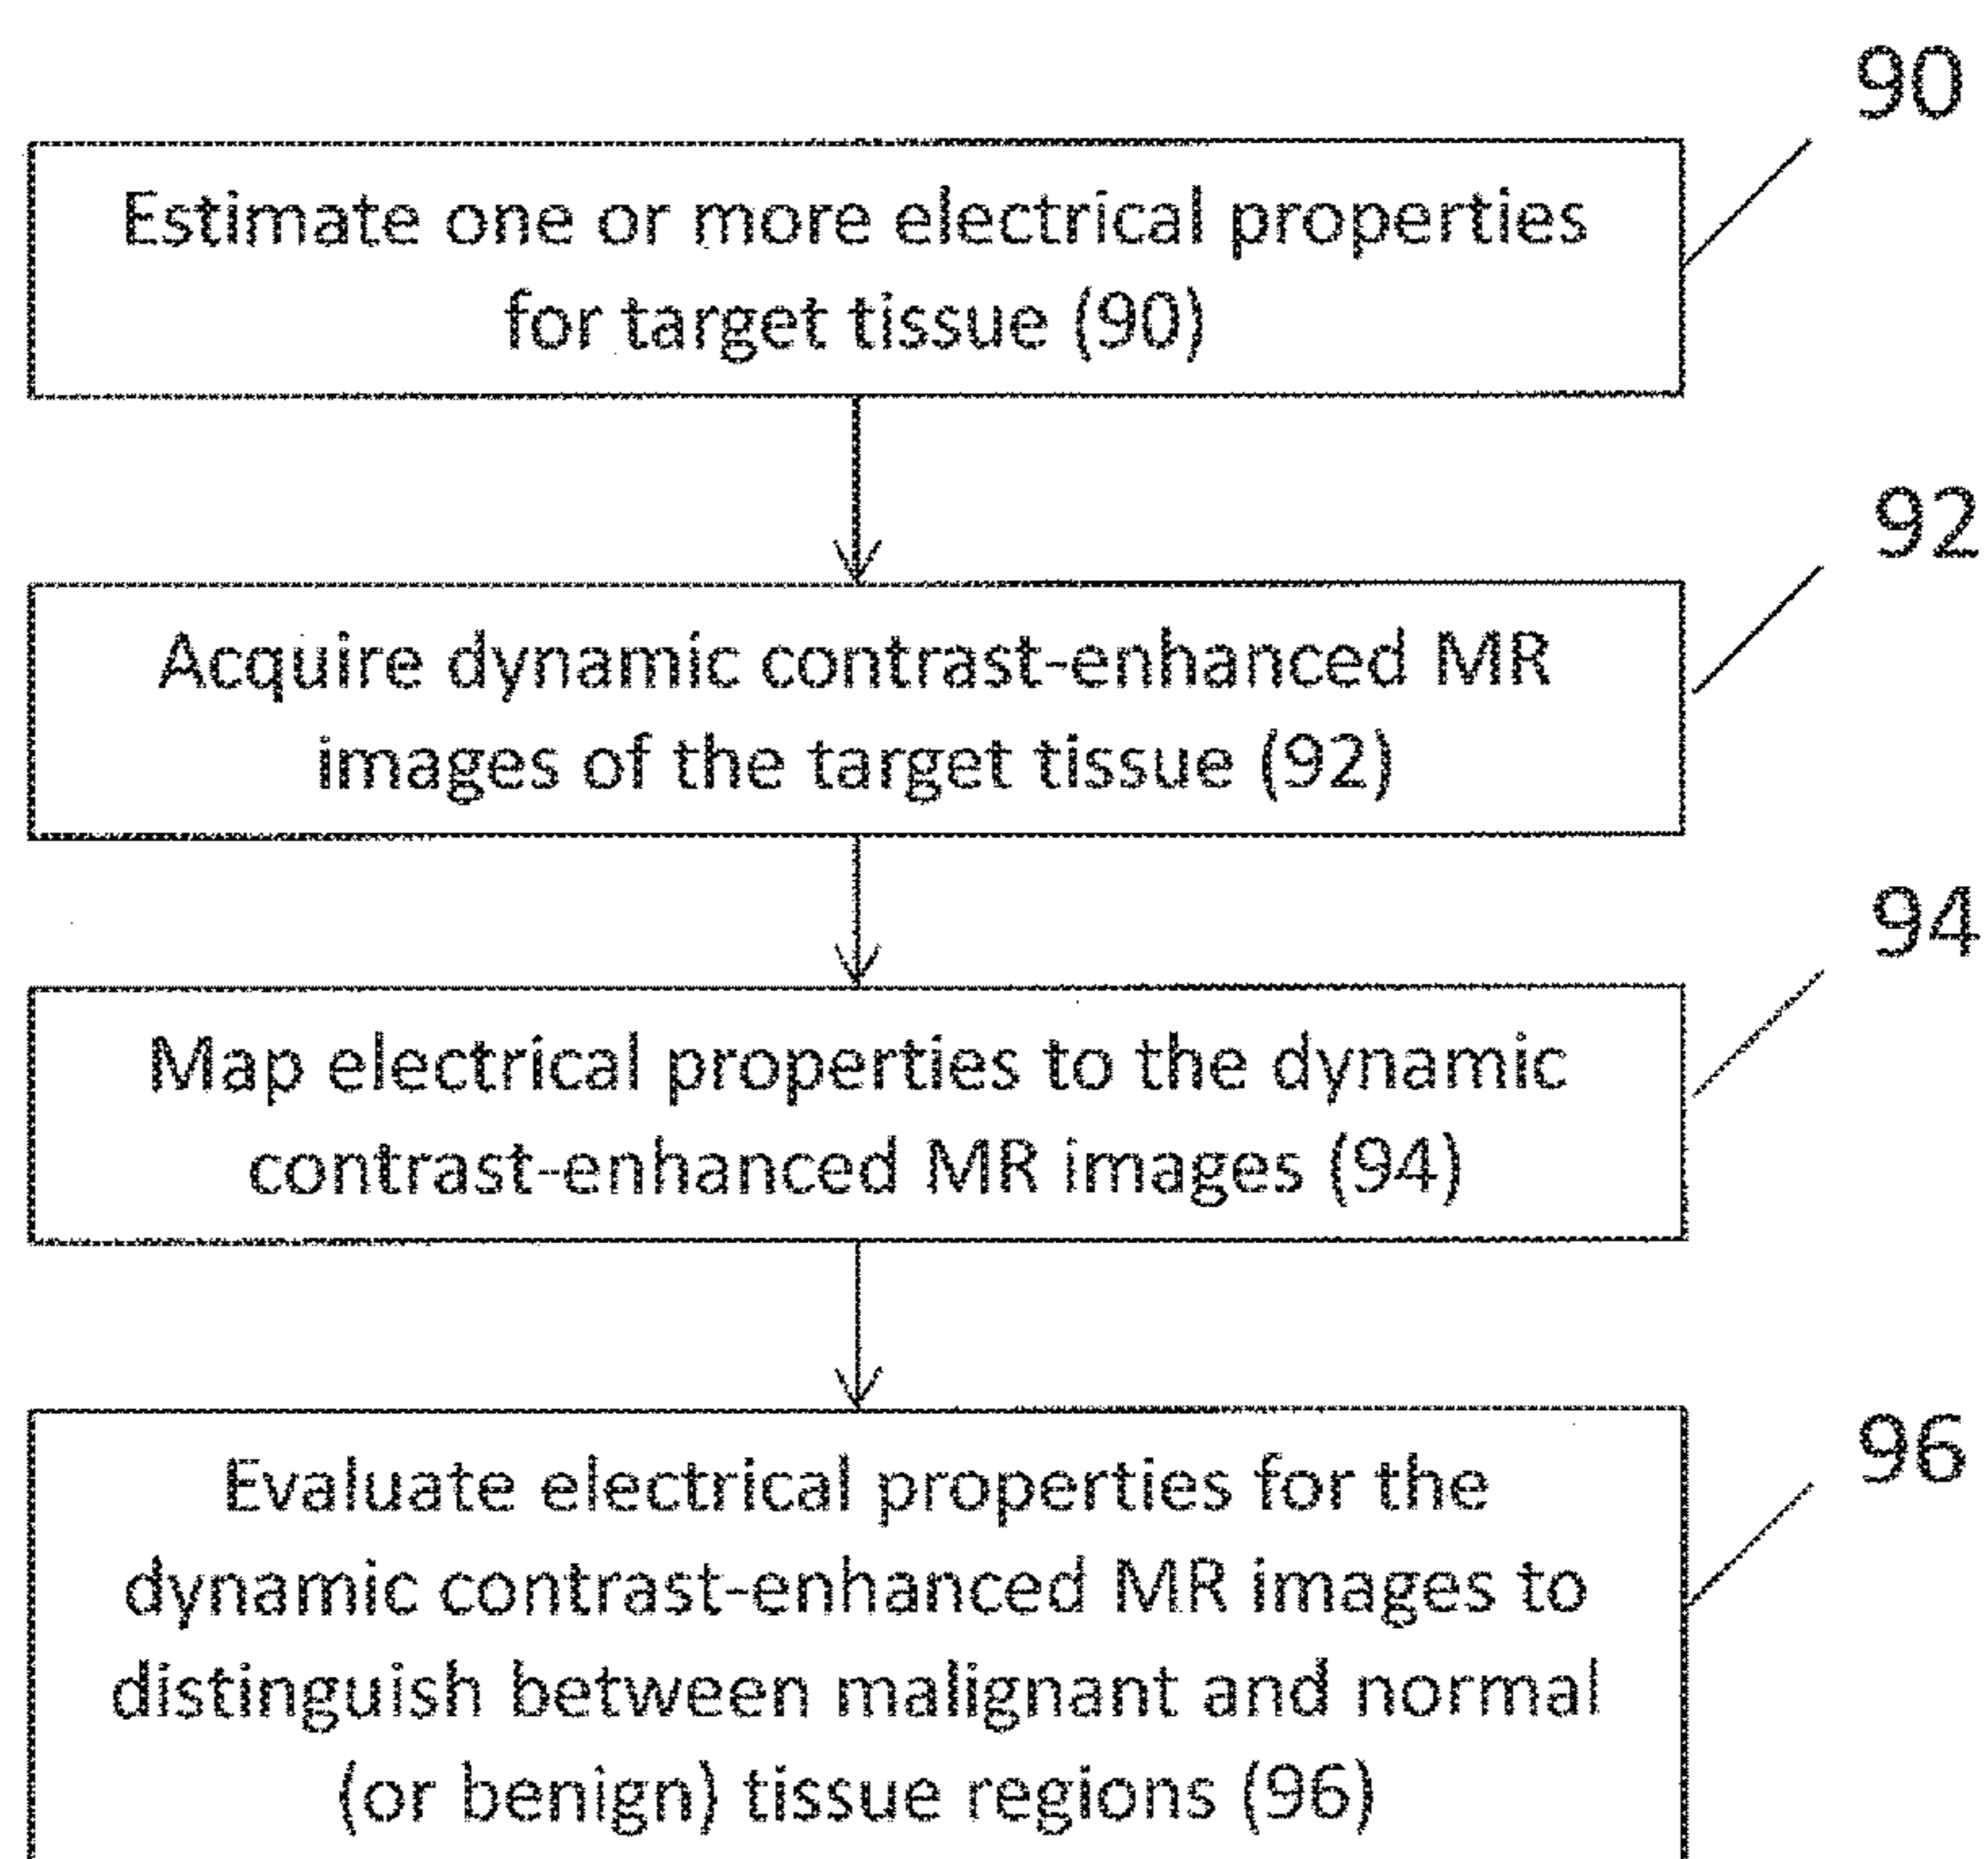 90
Estimate one or more electrical properties
for target tissue (90)
92
Acquire dynamic contrast-enhanced MR
images of the target tissue (92)
94
Map electrical properties to the dynamic
contrast-enhanced MR images (94)
96
Evaluate electrical properties for the
dynamic contrast-enhanced MR images to
distinguish between malignant and normal
(or benign) tissue regions (96)